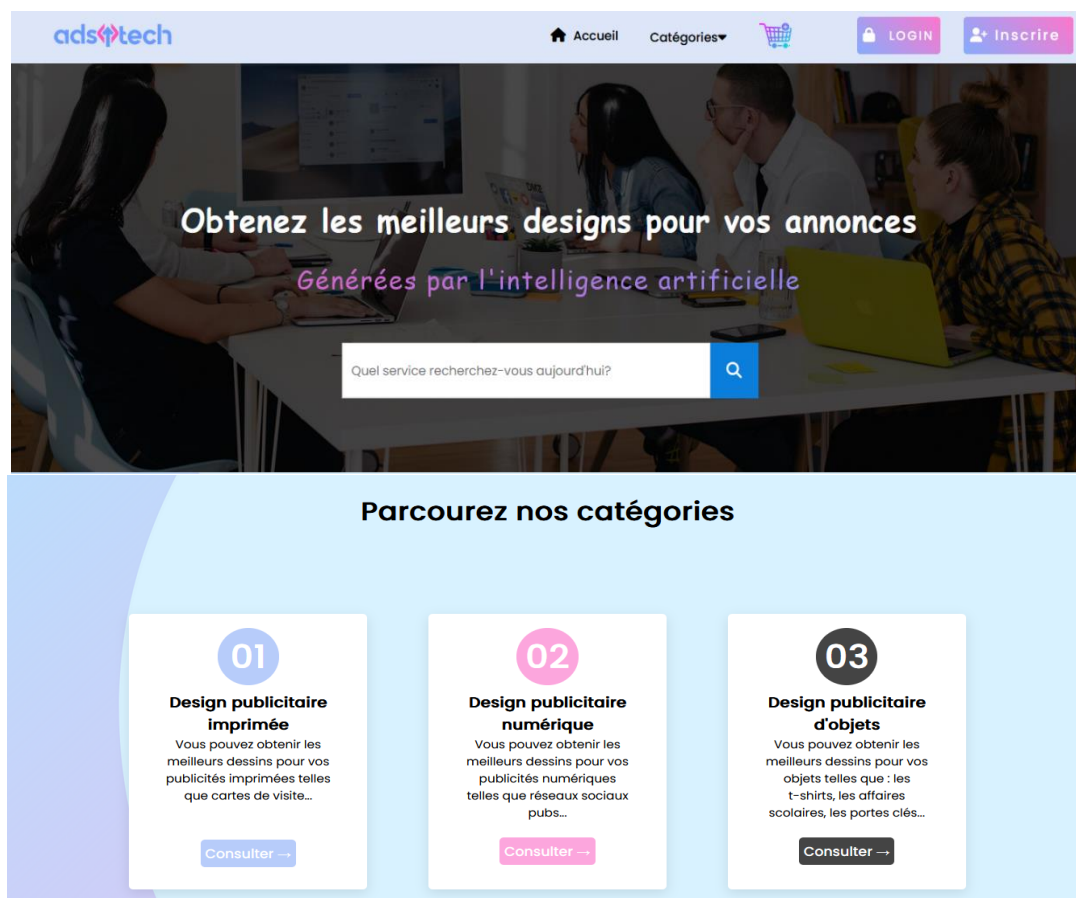 ads tech
Accueil
Catégories
LOGIN
Inscrire
Obtenez les meilleurs designs pour vos annonces
Générées par l'intelligence artificielle
Quel service recherchez-vous aujourd'hui?
Parcourez nos catégories
01
Design publicitaire
imprimée
Vous pouvez obtenir les
meilleurs dessins pour vos
publicités imprimées telles
que cartes de visite...
Consulter →
02
Design publicitaire
numérique
Vous pouvez obtenir les
meilleurs dessins pour vos
publicités numériques
telles que réseaux sociaux
pubs...
Consulter →
03
Design publicitaire
d'objets
Vous pouvez obtenir les
meilleurs dessins pour vos
objets telles que : les
t-shirts, les affaires
scolaires, les portes clés...
Consulter →